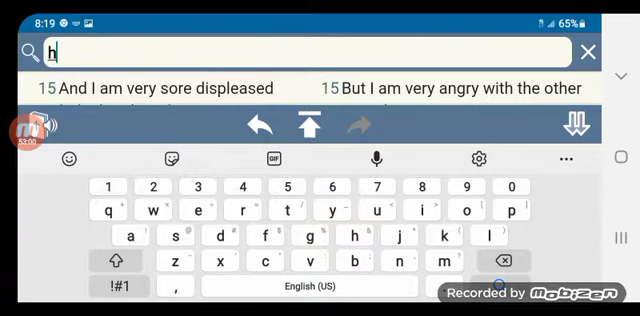 8:19 65%
h
15 And I am very sore displeased 15 But I am very angry with the other
53:00
GIF
1 2 3 4 5 6 7 8 9 0
q w e r t y u i o p
a s d f g h j k l
z x c v b n m
!#1 , English (US)
Recorded by mobizen